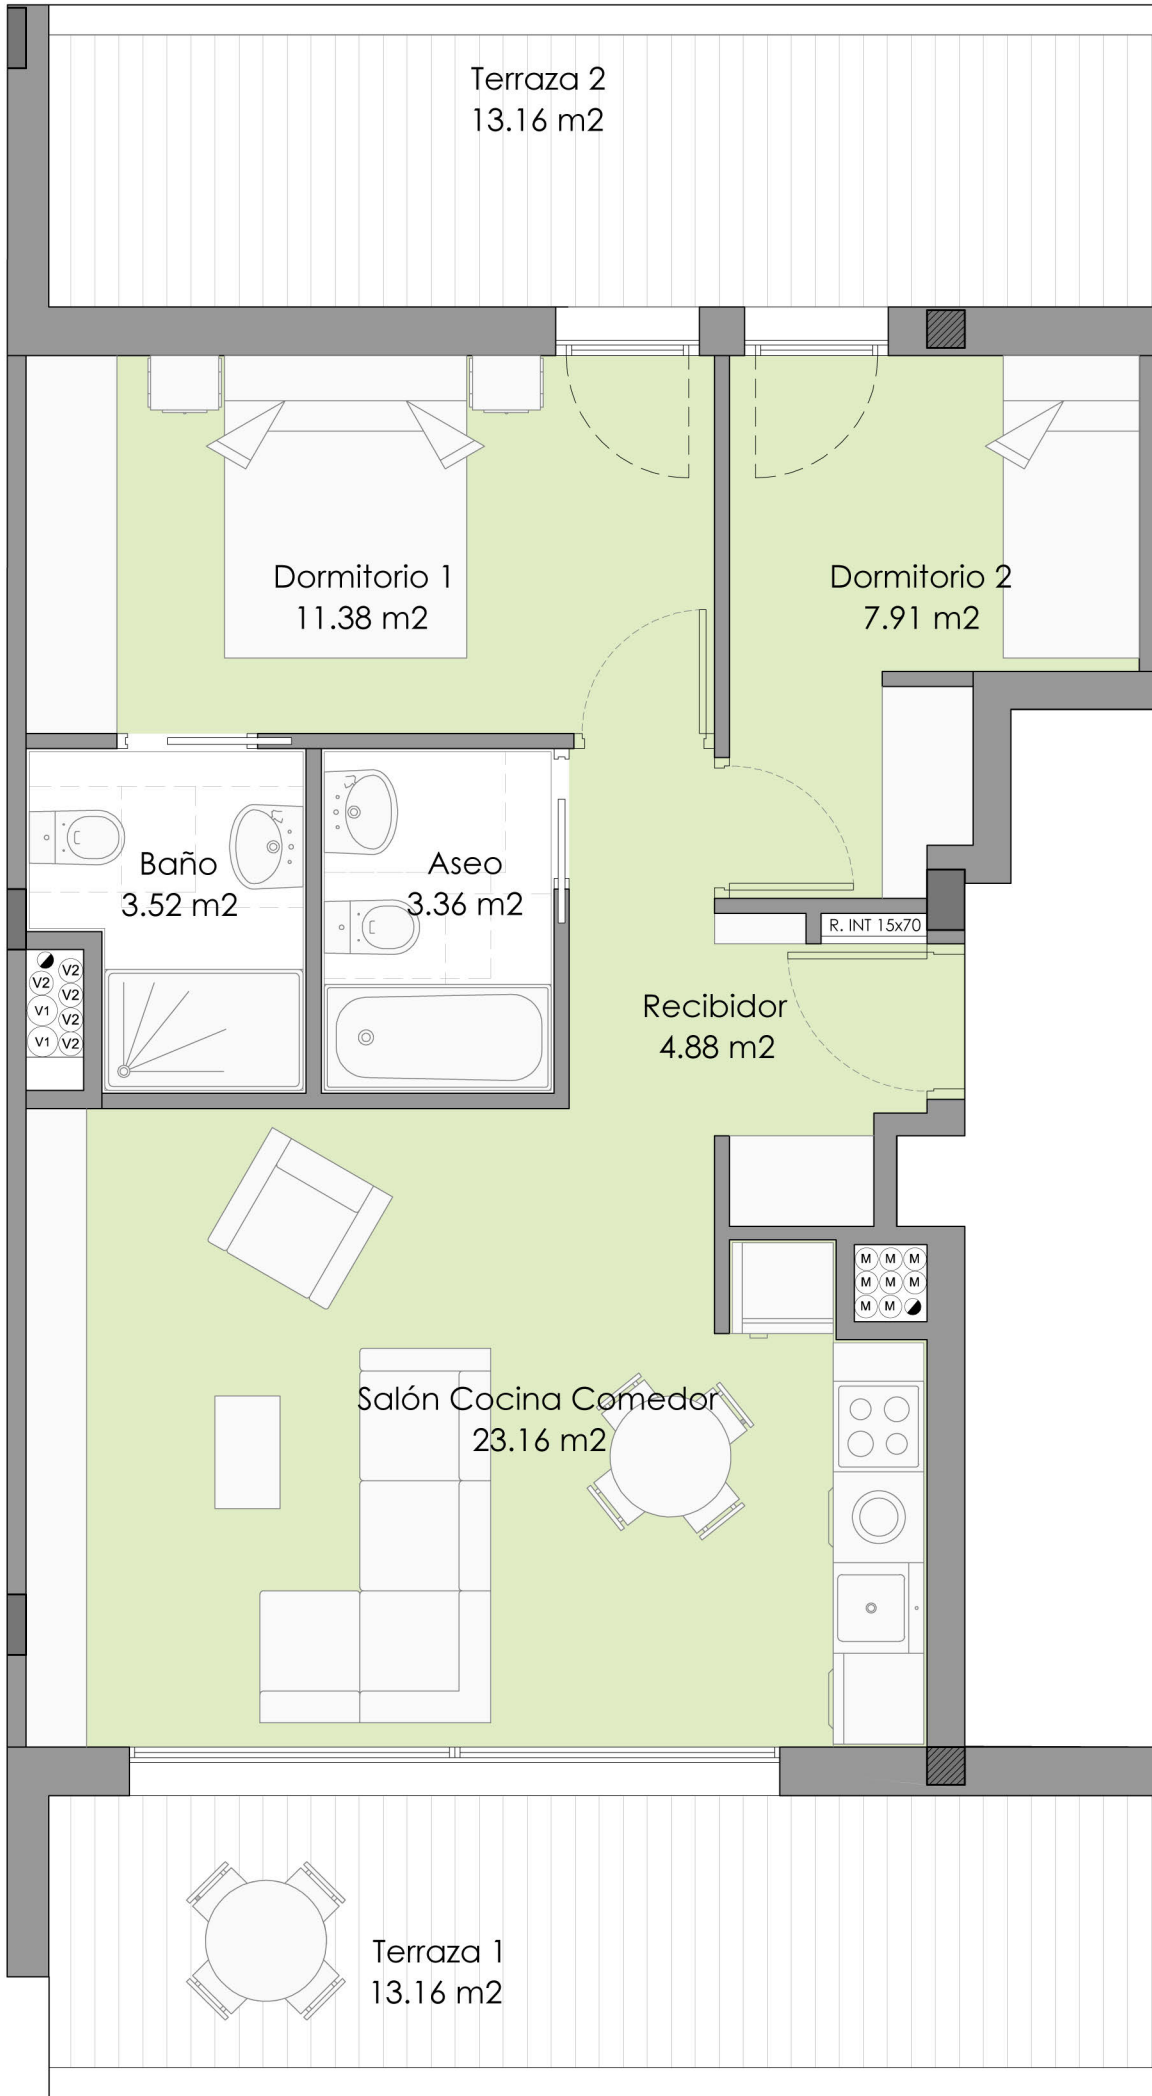 Terraza 2
13.16 m2
Dormitorio 1
11.38 m2
Dormitorio 2
7.91 m2
Baño
3.52 m2
Aseo
3.36 m2
R. INT 15x70
V2
V2
V2
V1
V2
V1
V2
Recibidor
4.88 m2
M
M
M
M
M
M
M
M
Salón Cocina Comedor
23.16 m2
Terraza 1
13.16 m2